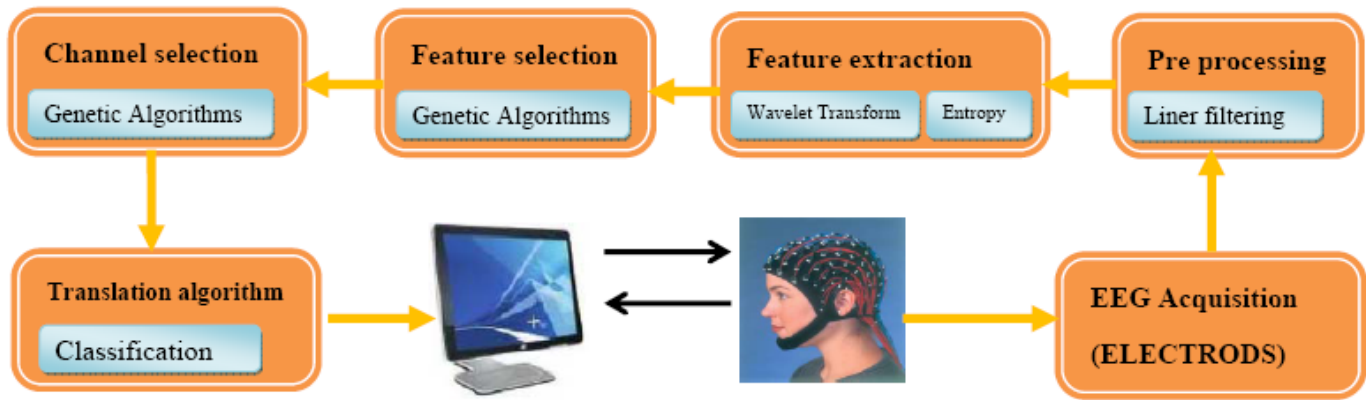 Channel selection
Genetic Algorithms
Feature selection
Genetic Algorithms
Feature extraction
Wavelet Transform
Entropy
Pre processing
Liner filtering
Translation algorithm
Classification
EEG Acquisition
(ELECTRODS)